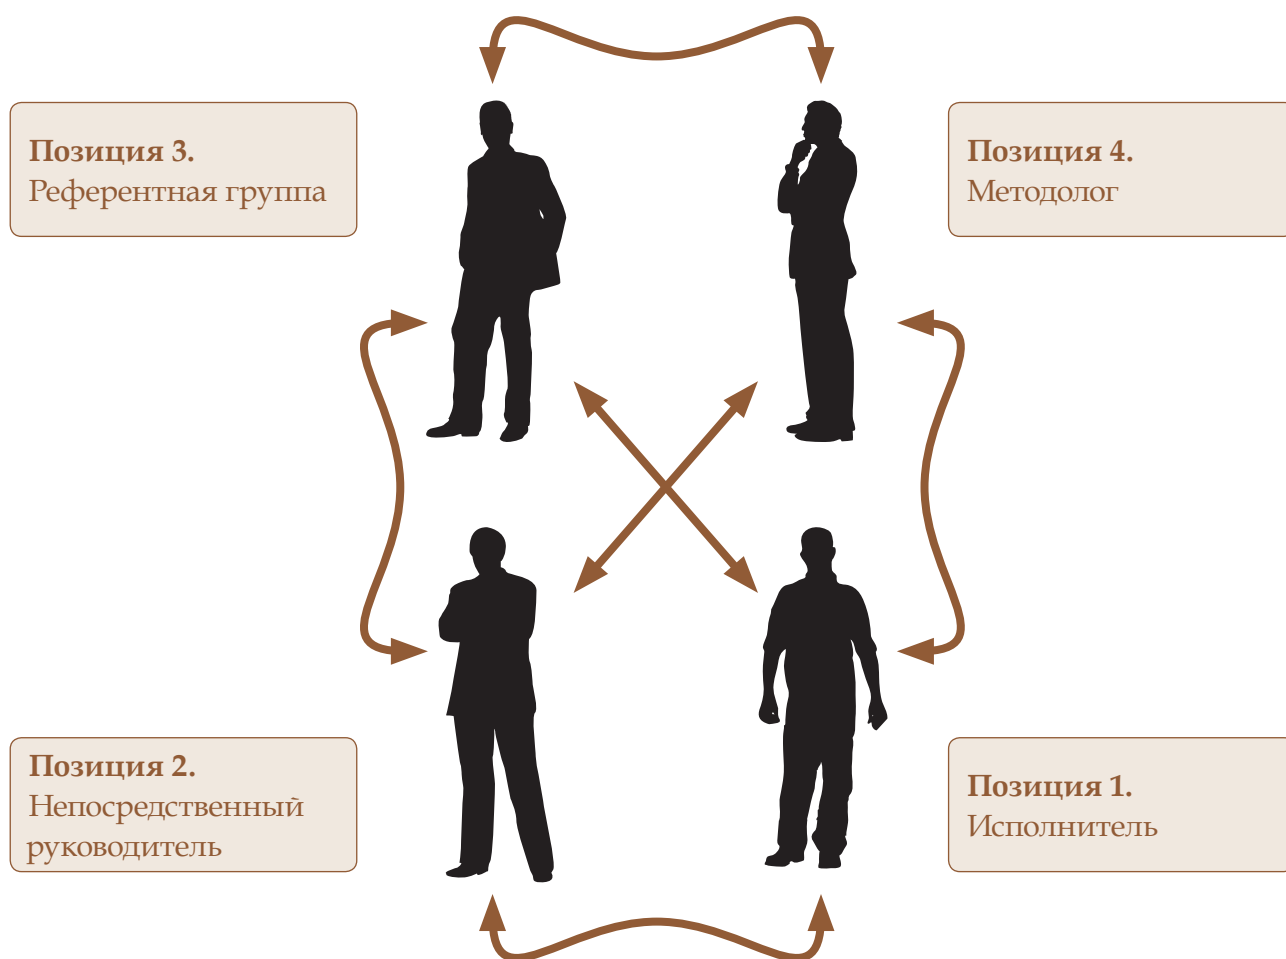 Позиция 3.
Референтная группа
Позиция 4.
Методолог
Позиция 2.
Непосредственный
руководитель
Позиция 1.
Исполнитель